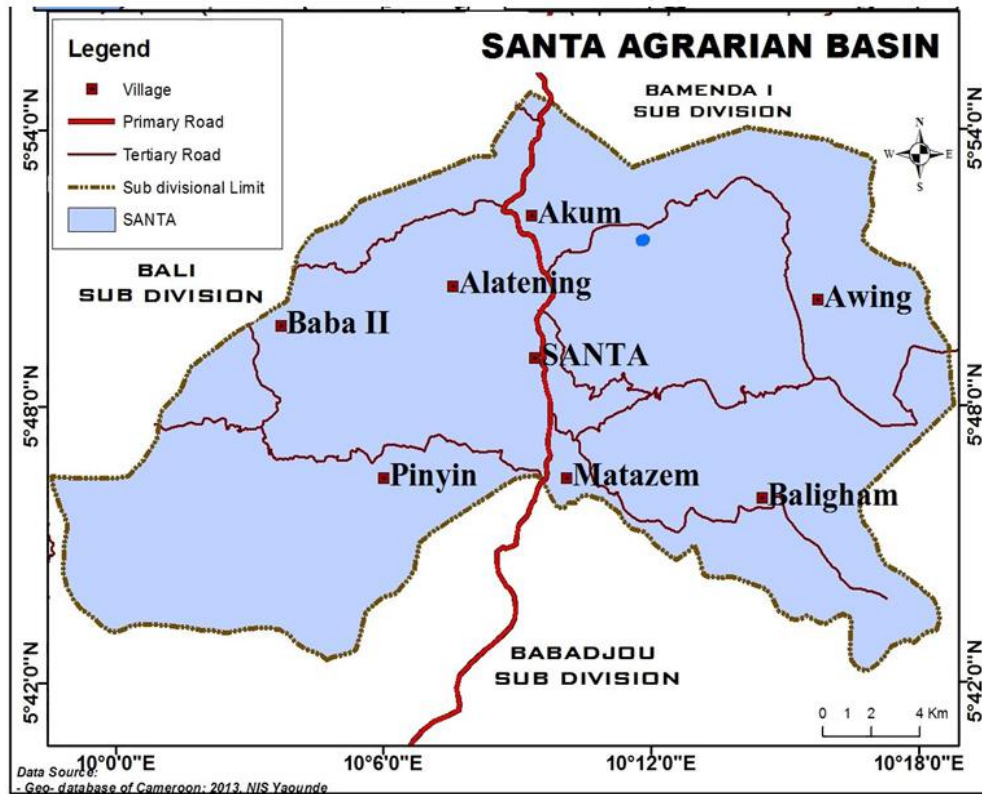 SANTA AGRARIAN BASIN
Legend
Village
Primary Road
Tertiary Road
Sub divisional Limit
SANTA
BAMENDA I
SUB DIVISION
N
W E
S
5°54'0"N
5°54'0"N
Akum
BALI
SUB DIVISION
Alatening
Awing
Baba II
SANTA
5°48'0"N
5°48'0"N
Pinyin
Matazem
Baligham
BABADJOU
SUB DIVISION
5°42'0"N
5°42'0"N
0 1 2 4 Km
10°0'0"E 10°6'0"E 10°12'0"E 10°18'0"E
Data Source:
- Geo- database of Cameroon: 2013, NIS Yaounde